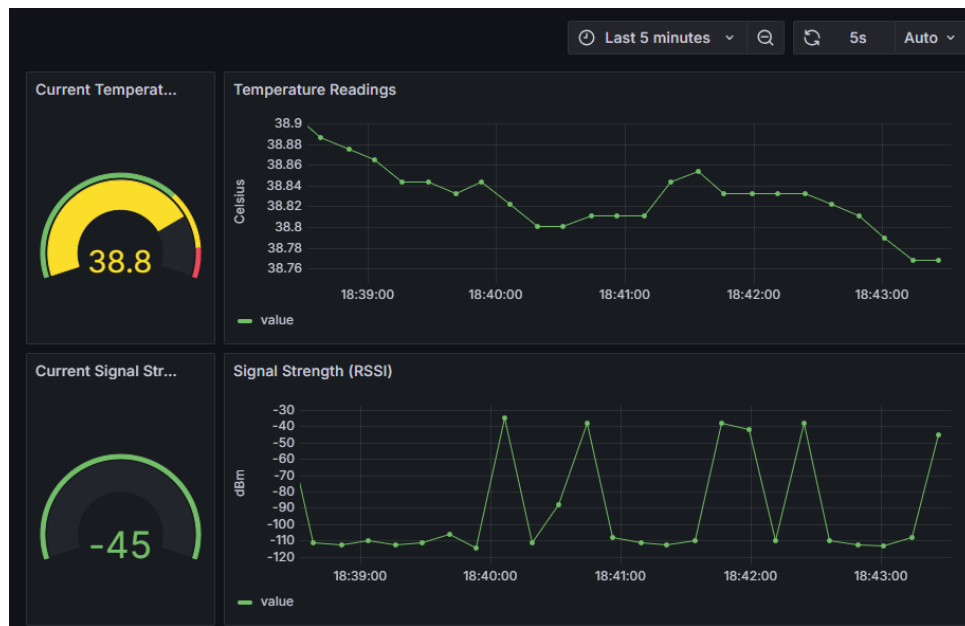 Last 5 minutes
5s
Auto
Current Temperat...
38.8
Temperature Readings
Celsius
38.9
38.88
38.86
38.84
38.82
38.8
38.78
38.76
18:39:00 18:40:00 18:41:00 18:42:00 18:43:00
value
Current Signal Str...
-45
Signal Strength (RSSI)
dBm
-30
-40
-50
-60
-70
-80
-90
-100
-110
-120
18:39:00 18:40:00 18:41:00 18:42:00 18:43:00
value